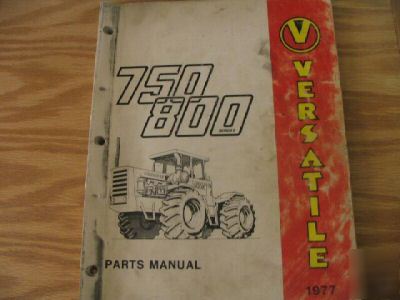 750
800
SERIES II
V
VERSATILE
PARTS MANUAL
1977